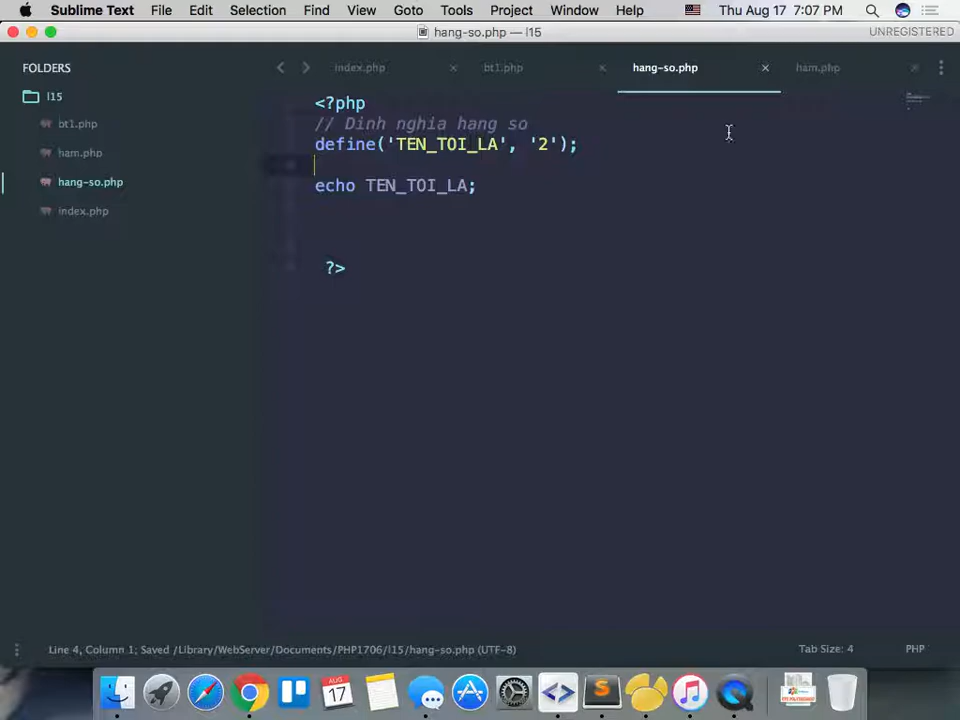 Sublime Text File Edit Selection Find View Goto Tools Project Window Help Thu Aug 17 7:07 PM
hang-so.php — l15 UNREGISTERED
FOLDERS
l15
bt1.php
ham.php
hang-so.php
index.php
index.php bt1.php hang-so.php ham.php
<?php
// Dinh nghia hang so
define('TEN_TOI_LA', '2');
echo TEN_TOI_LA;
?>
Line 4, Column 1; Saved /Library/WebServer/Documents/PHP1706/l15/hang-so.php (UTF-8) Tab Size: 4 PHP
AUG
17